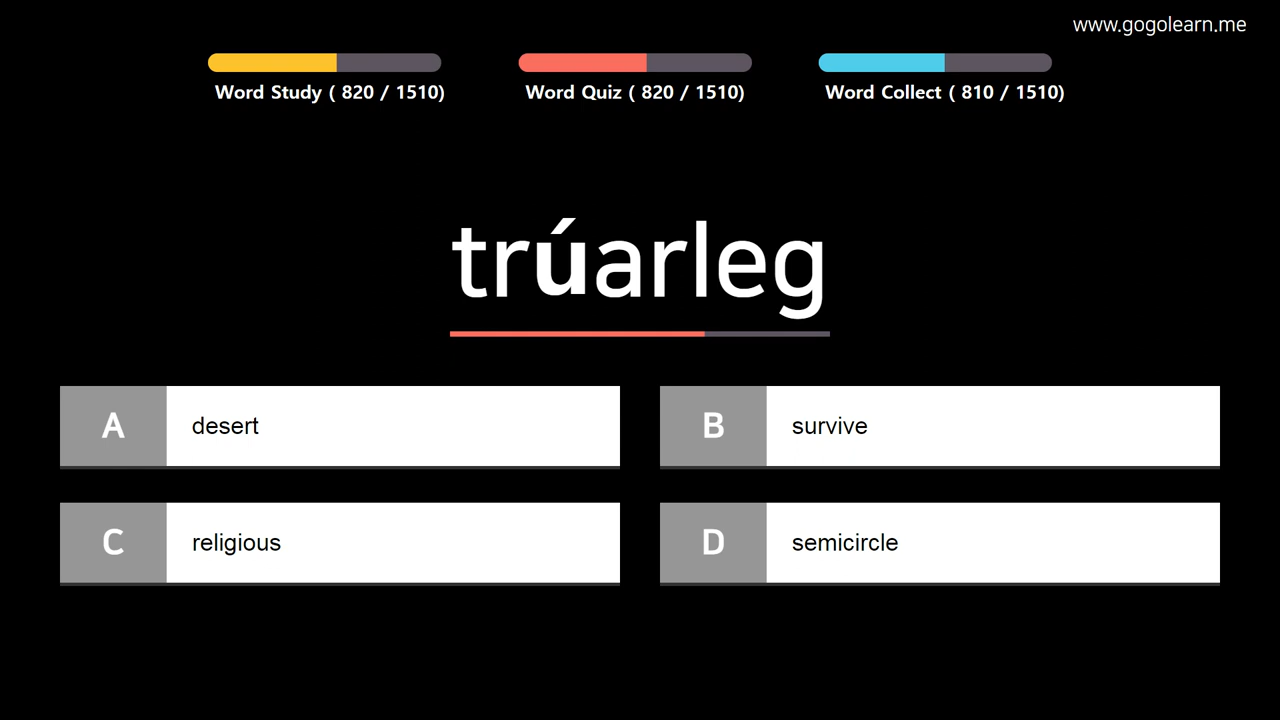 www.gogolearn.me
Word Study ( 820 / 1510)
Word Quiz ( 820 / 1510)
Word Collect ( 810 / 1510)
trúarleg
A desert
B survive
C religious
D semicircle